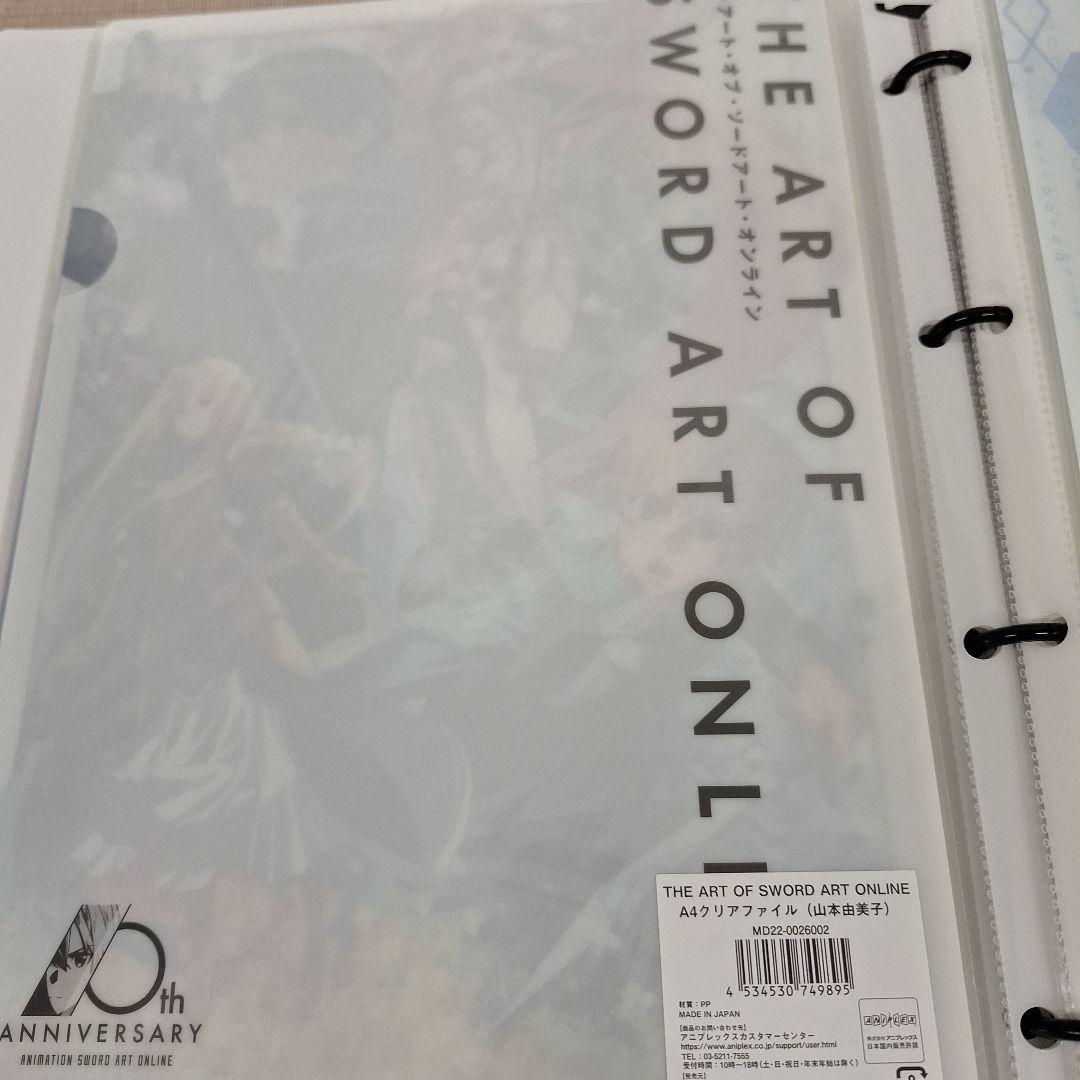 HE ART OF
SWORD ART ONLI
アート・オブ・ソードアート・オンライン
10th
ANNIVERSARY
ANIMATION SWORD ART ONLINE
THE ART OF SWORD ART ONLINE
A4クリアファイル（山本由美子）
MD22-0026002
4 534530 749895
材質：PP
MADE IN JAPAN
[商品のお問い合わせ先]
アニプレックスカスタマーセンター
https://www.aniplex.co.jp/support/user.html
TEL：03-5211-7555
受付時間：10時～18時（土・日・祝日・年末年始は除く）
[発売元]
ANIPLEX
株式会社アニプレックス
日本国内販売許諾